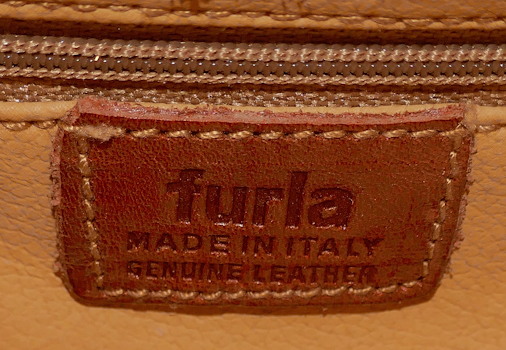 furla
MADE IN ITALY
GENUINE LEATHER